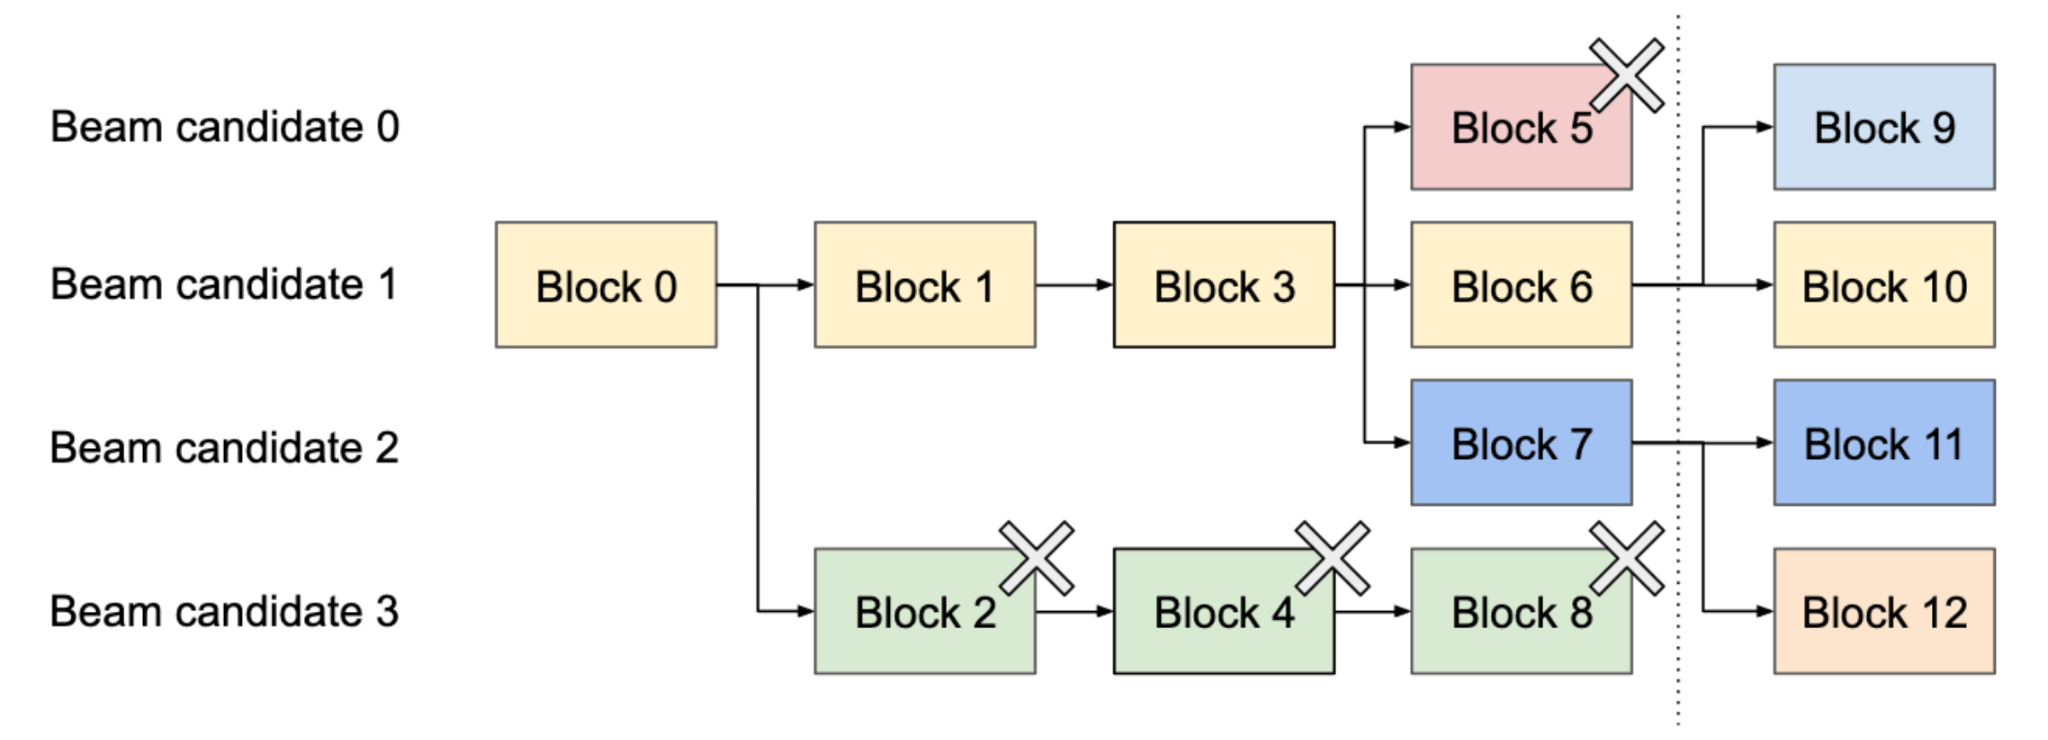 Beam candidate 0
Block 5
Block 9
Beam candidate 1
Block 0
Block 1
Block 3
Block 6
Block 10
Beam candidate 2
Block 7
Block 11
Beam candidate 3
Block 2
Block 4
Block 8
Block 12